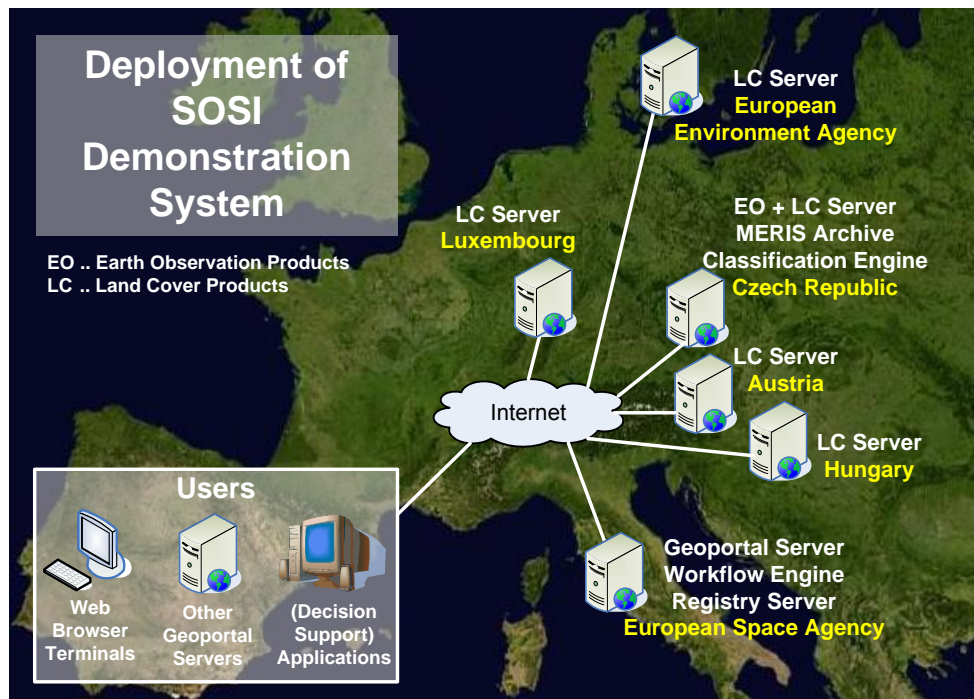 Deployment of
SOSI
Demonstration
System
EO .. Earth Observation Products
LC .. Land Cover Products
LC Server
European
Environment Agency
LC Server
Luxembourg
EO + LC Server
MERIS Archive
Classification Engine
Czech Republic
LC Server
Austria
Internet
LC Server
Hungary
Geoportal Server
Workflow Engine
Registry Server
European Space Agency
Users
Web
Browser
Terminals
Other
Geoportal
Servers
(Decision
Support)
Applications